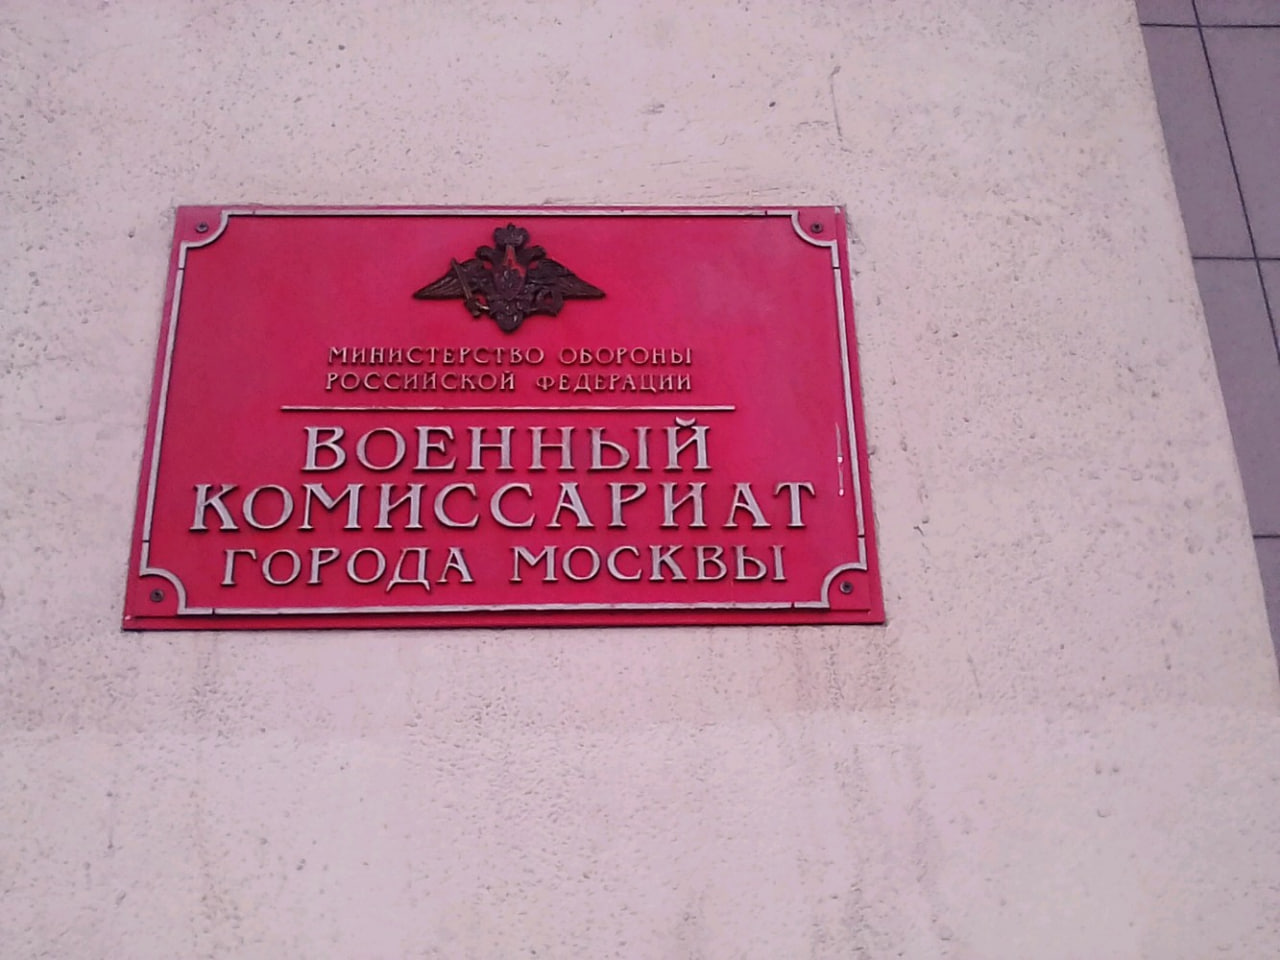 МИНИСТЕРСТВО ОБОРОНЫ
РОССИЙСКОЙ ФЕДЕРАЦИИ
ВОЕННЫЙ
КОМИССАРИАТ
ГОРОДА МОСКВЫ